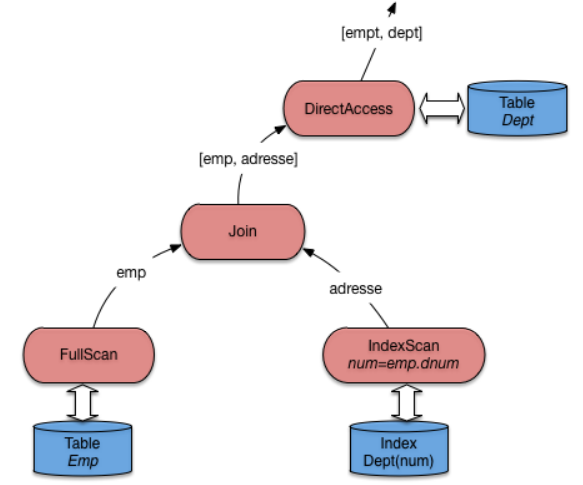 [empt, dept]
DirectAccess
Table
Dept
[emp, adresse]
Join
emp
adresse
FullScan
IndexScan
num=emp.dnum
Table
Emp
Index
Dept(num)